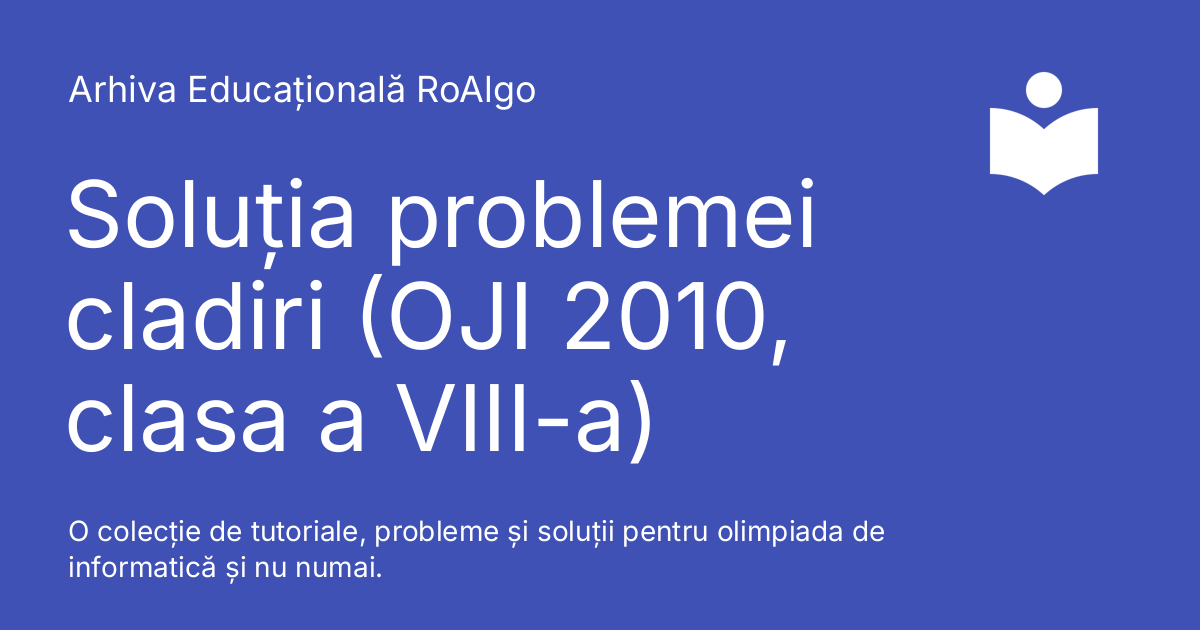 Arhiva Educațională RoAlgo
Soluția problemei
cladiri (OJI 2010,
clasa a VIII-a)
O colecție de tutoriale, probleme și soluții pentru olimpiada de
informatică și nu numai.